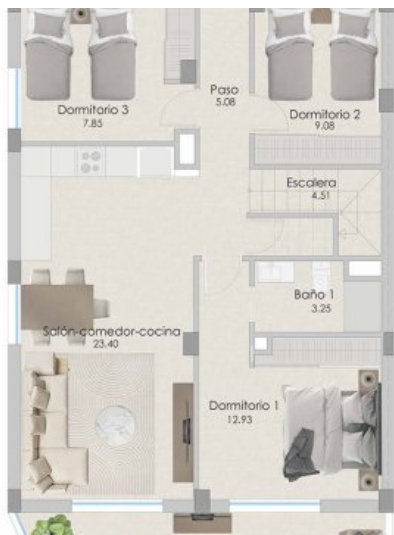 Paso
5.08
Dormitorio 3
7.85
Dormitorio 2
9.08
Escalera
4.51
Baño 1
3.25
Salón-comedor-cocina
23.40
Dormitorio 1
12.93